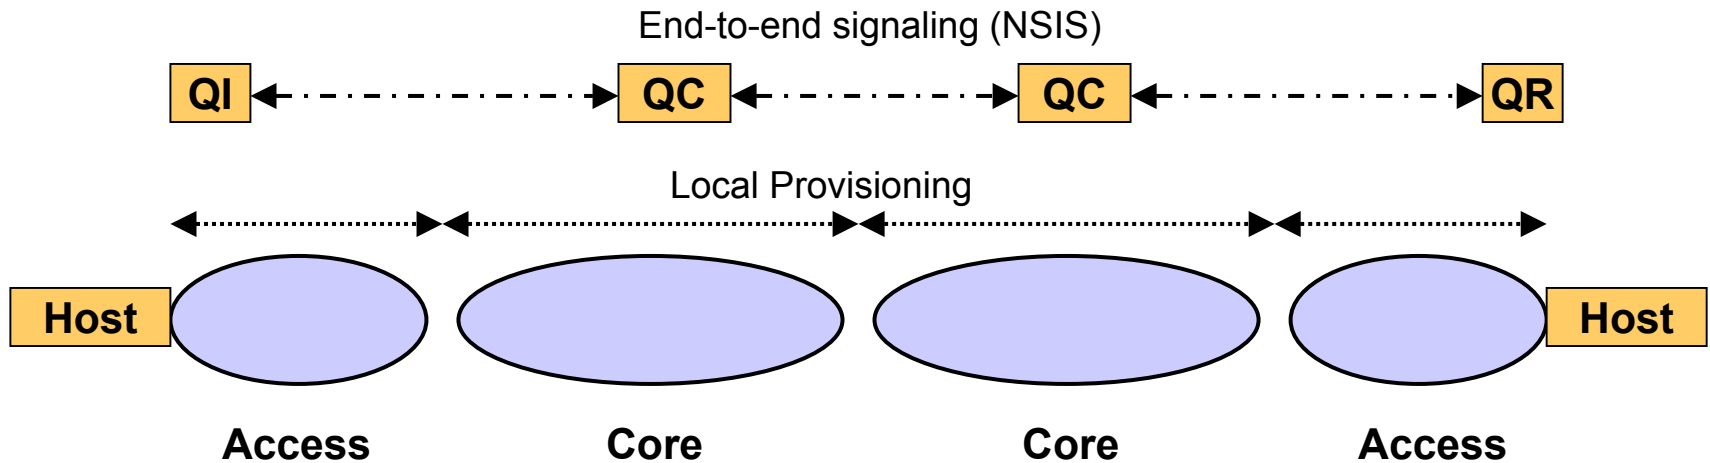 End-to-end signaling (NSIS)
QI QC QC QR
Local Provisioning
Host Host
Access Core Core Access